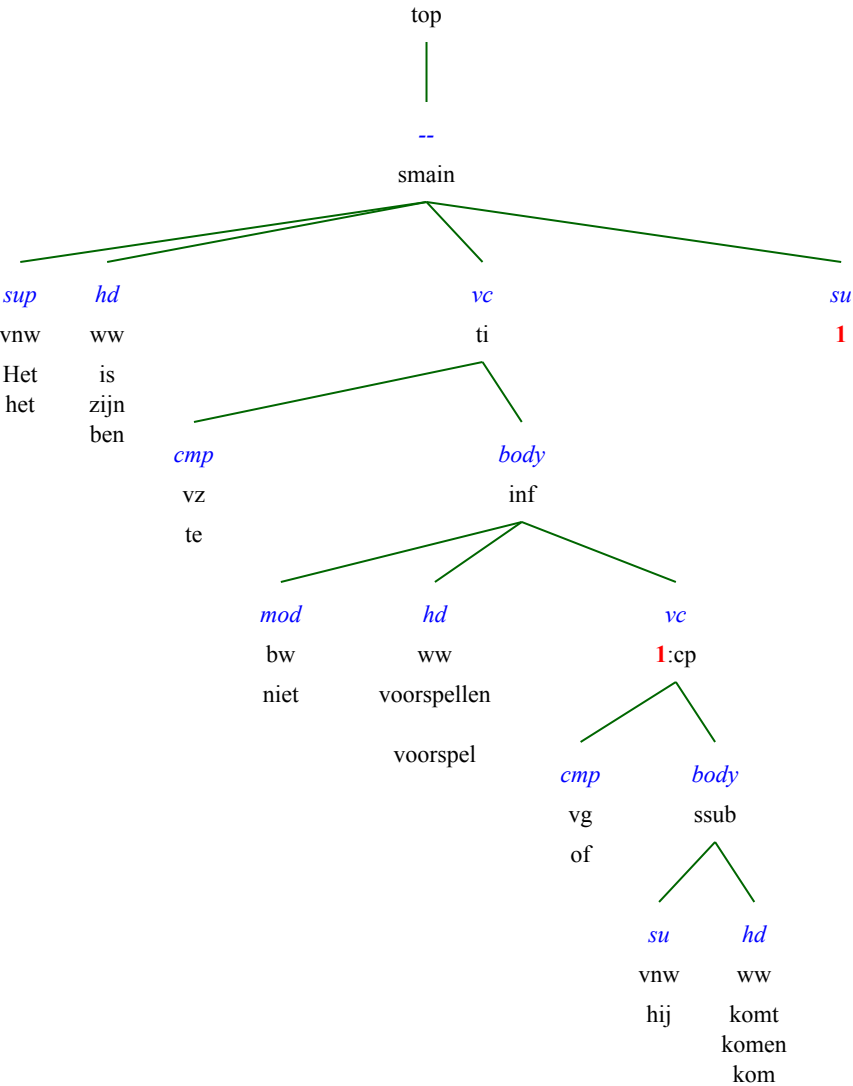 top
--
smain
sup hd vc su
vnw ww ti 1
Het is
het zijn
ben
cmp body
vz inf
te
mod hd vc
bw ww 1:cp
niet voorspellen
voorspel
cmp body
vg ssub
of
su hd
vnw ww
hij komt
komen
kom